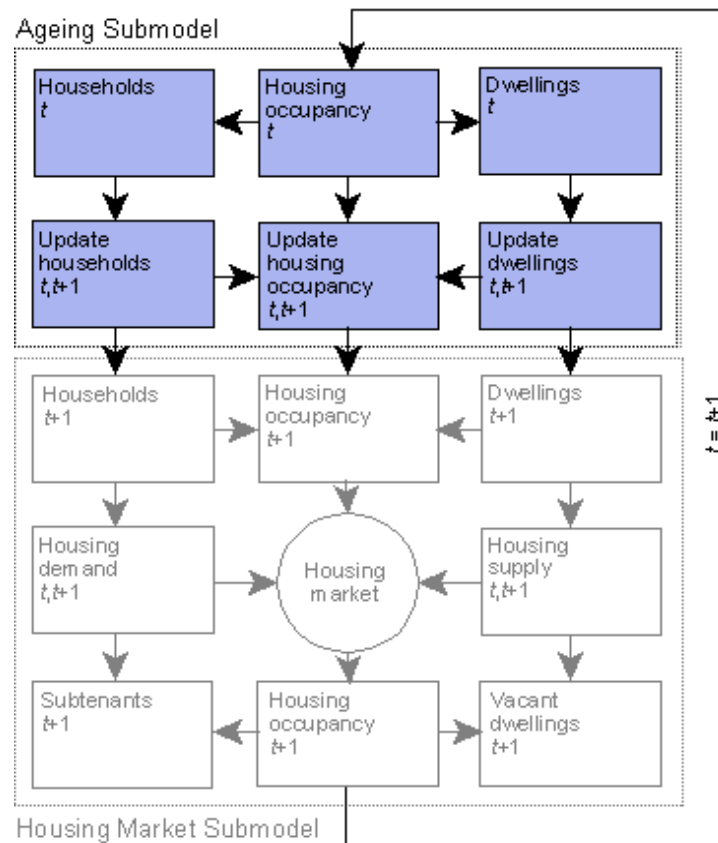 Ageing Submodel
Households
t
Housing
occupancy
t
Dwellings
t
Update
households
t,t+1
Update
housing
occupancy
t,t+1
Update
dwellings
t,t+1
Households
t+1
Housing
occupancy
t+1
Dwellings
t+1
t = t+1
Housing
demand
t,t+1
Housing
market
Housing
supply
t,t+1
Subtenants
t+1
Housing
occupancy
t+1
Vacant
dwellings
t+1
Housing Market Submodel